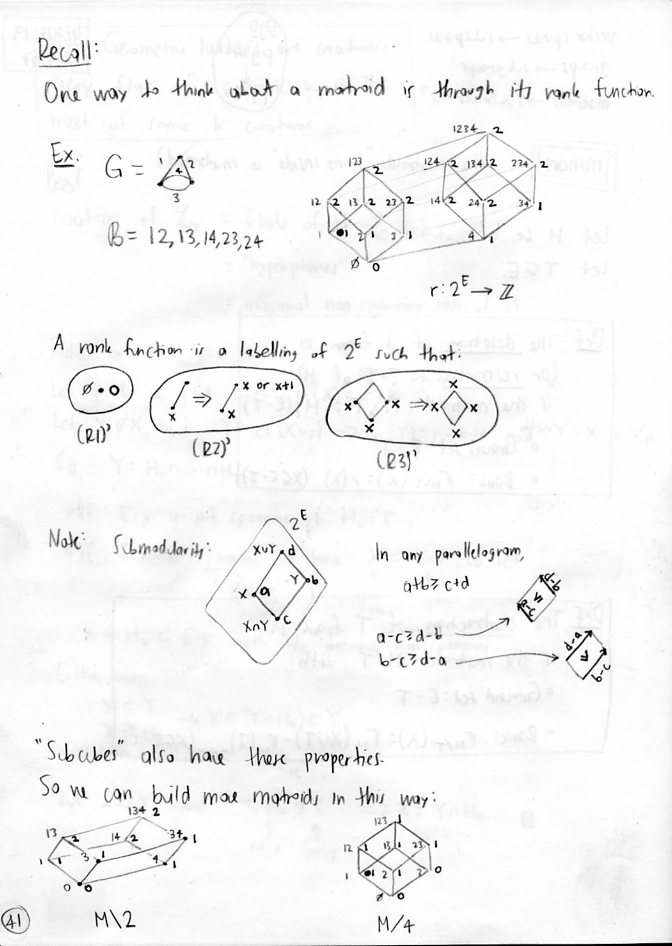 Recall:
One way to think about a matroid is through its rank function.
Ex. G = 1 4 2 3
B = 12,13,14,23,24
1234 2
123 2 124 2 134 2 234 2
12 2 13 2 23 2 14 2 24 2 34 1
1 1 2 1 3 1 4 1
∅ 0
r : 2^E → ℤ
A rank function is a labelling of 2^E such that:
∅ • 0
x ⇒ x x or x+1
x x x ⇒ x x x x
(R1)' (R2)' (R3)'
Note: Submodularity:
2^E
X∪Y d
X a Y b
X∩Y c
In any parallelogram,
a+b ≥ c+d
a-c ≥ d-b
b-c ≥ d-a
a-c ≤ d-b
d-a ≤ b-c
"Subcubes" also have these properties.
So we can build more matroids in this way:
134 2
13 2 14 2 34 1
1 1 3 1 4 1
0 0
M\2
123 1
12 1 13 1 23 1
1 1 2 1 3 0
∅ 0
M/4
41